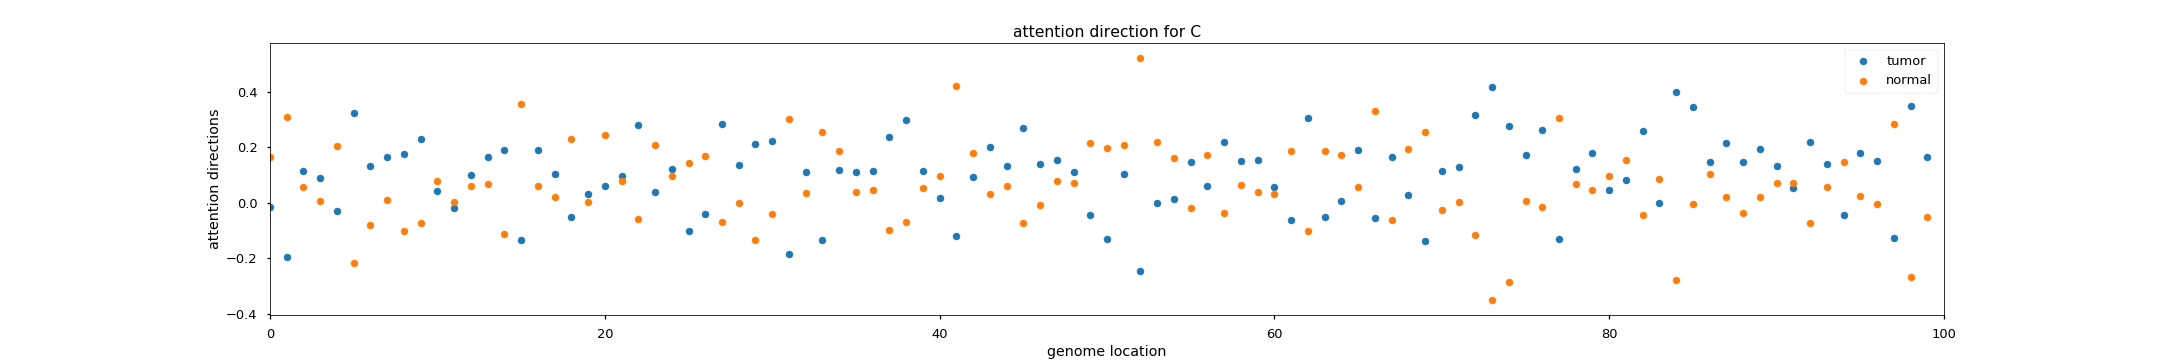 attention direction for C
attention directions
0.4
0.2
0.0
−0.2
−0.4
tumor
normal
0 20 40 60 80 100
genome location